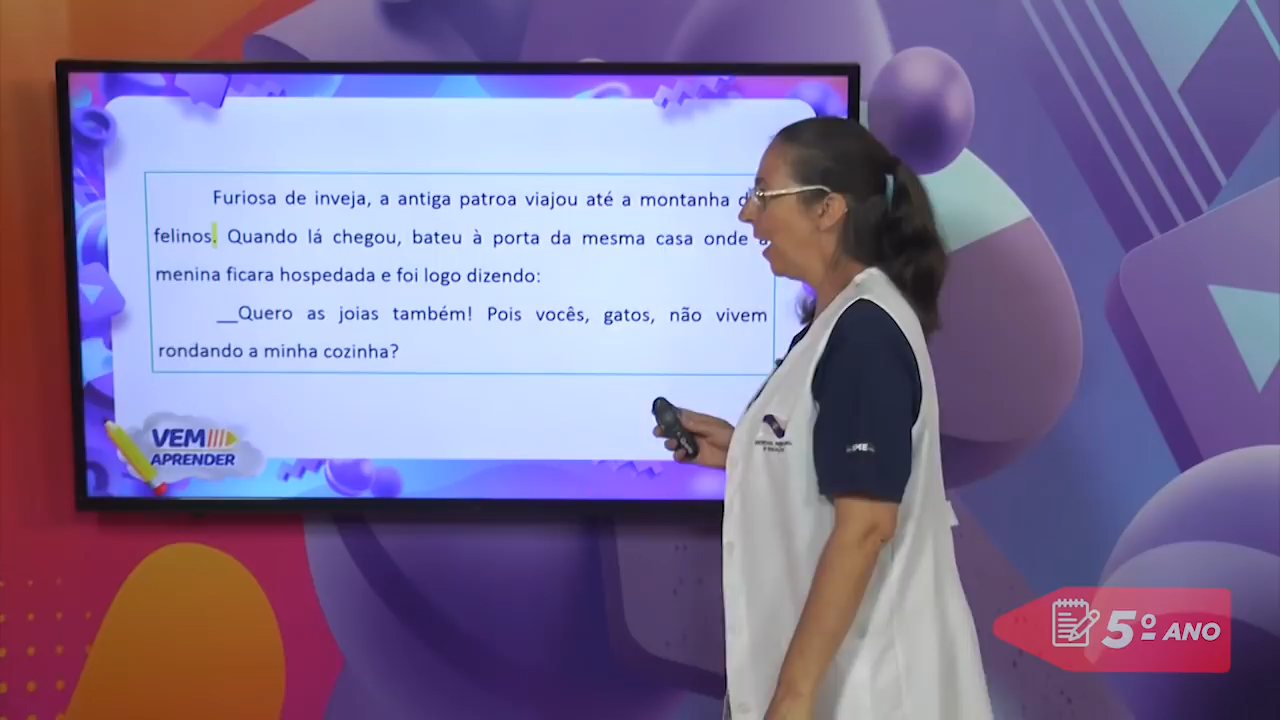 Furiosa de inveja, a antiga patroa viajou até a montanha
felinos. Quando lá chegou, bateu à porta da mesma casa onde a
menina ficara hospedada e foi logo dizendo:
__Quero as joias também! Pois vocês, gatos, não vivem
rondando a minha cozinha?
VEM
APRENDER
5º ANO